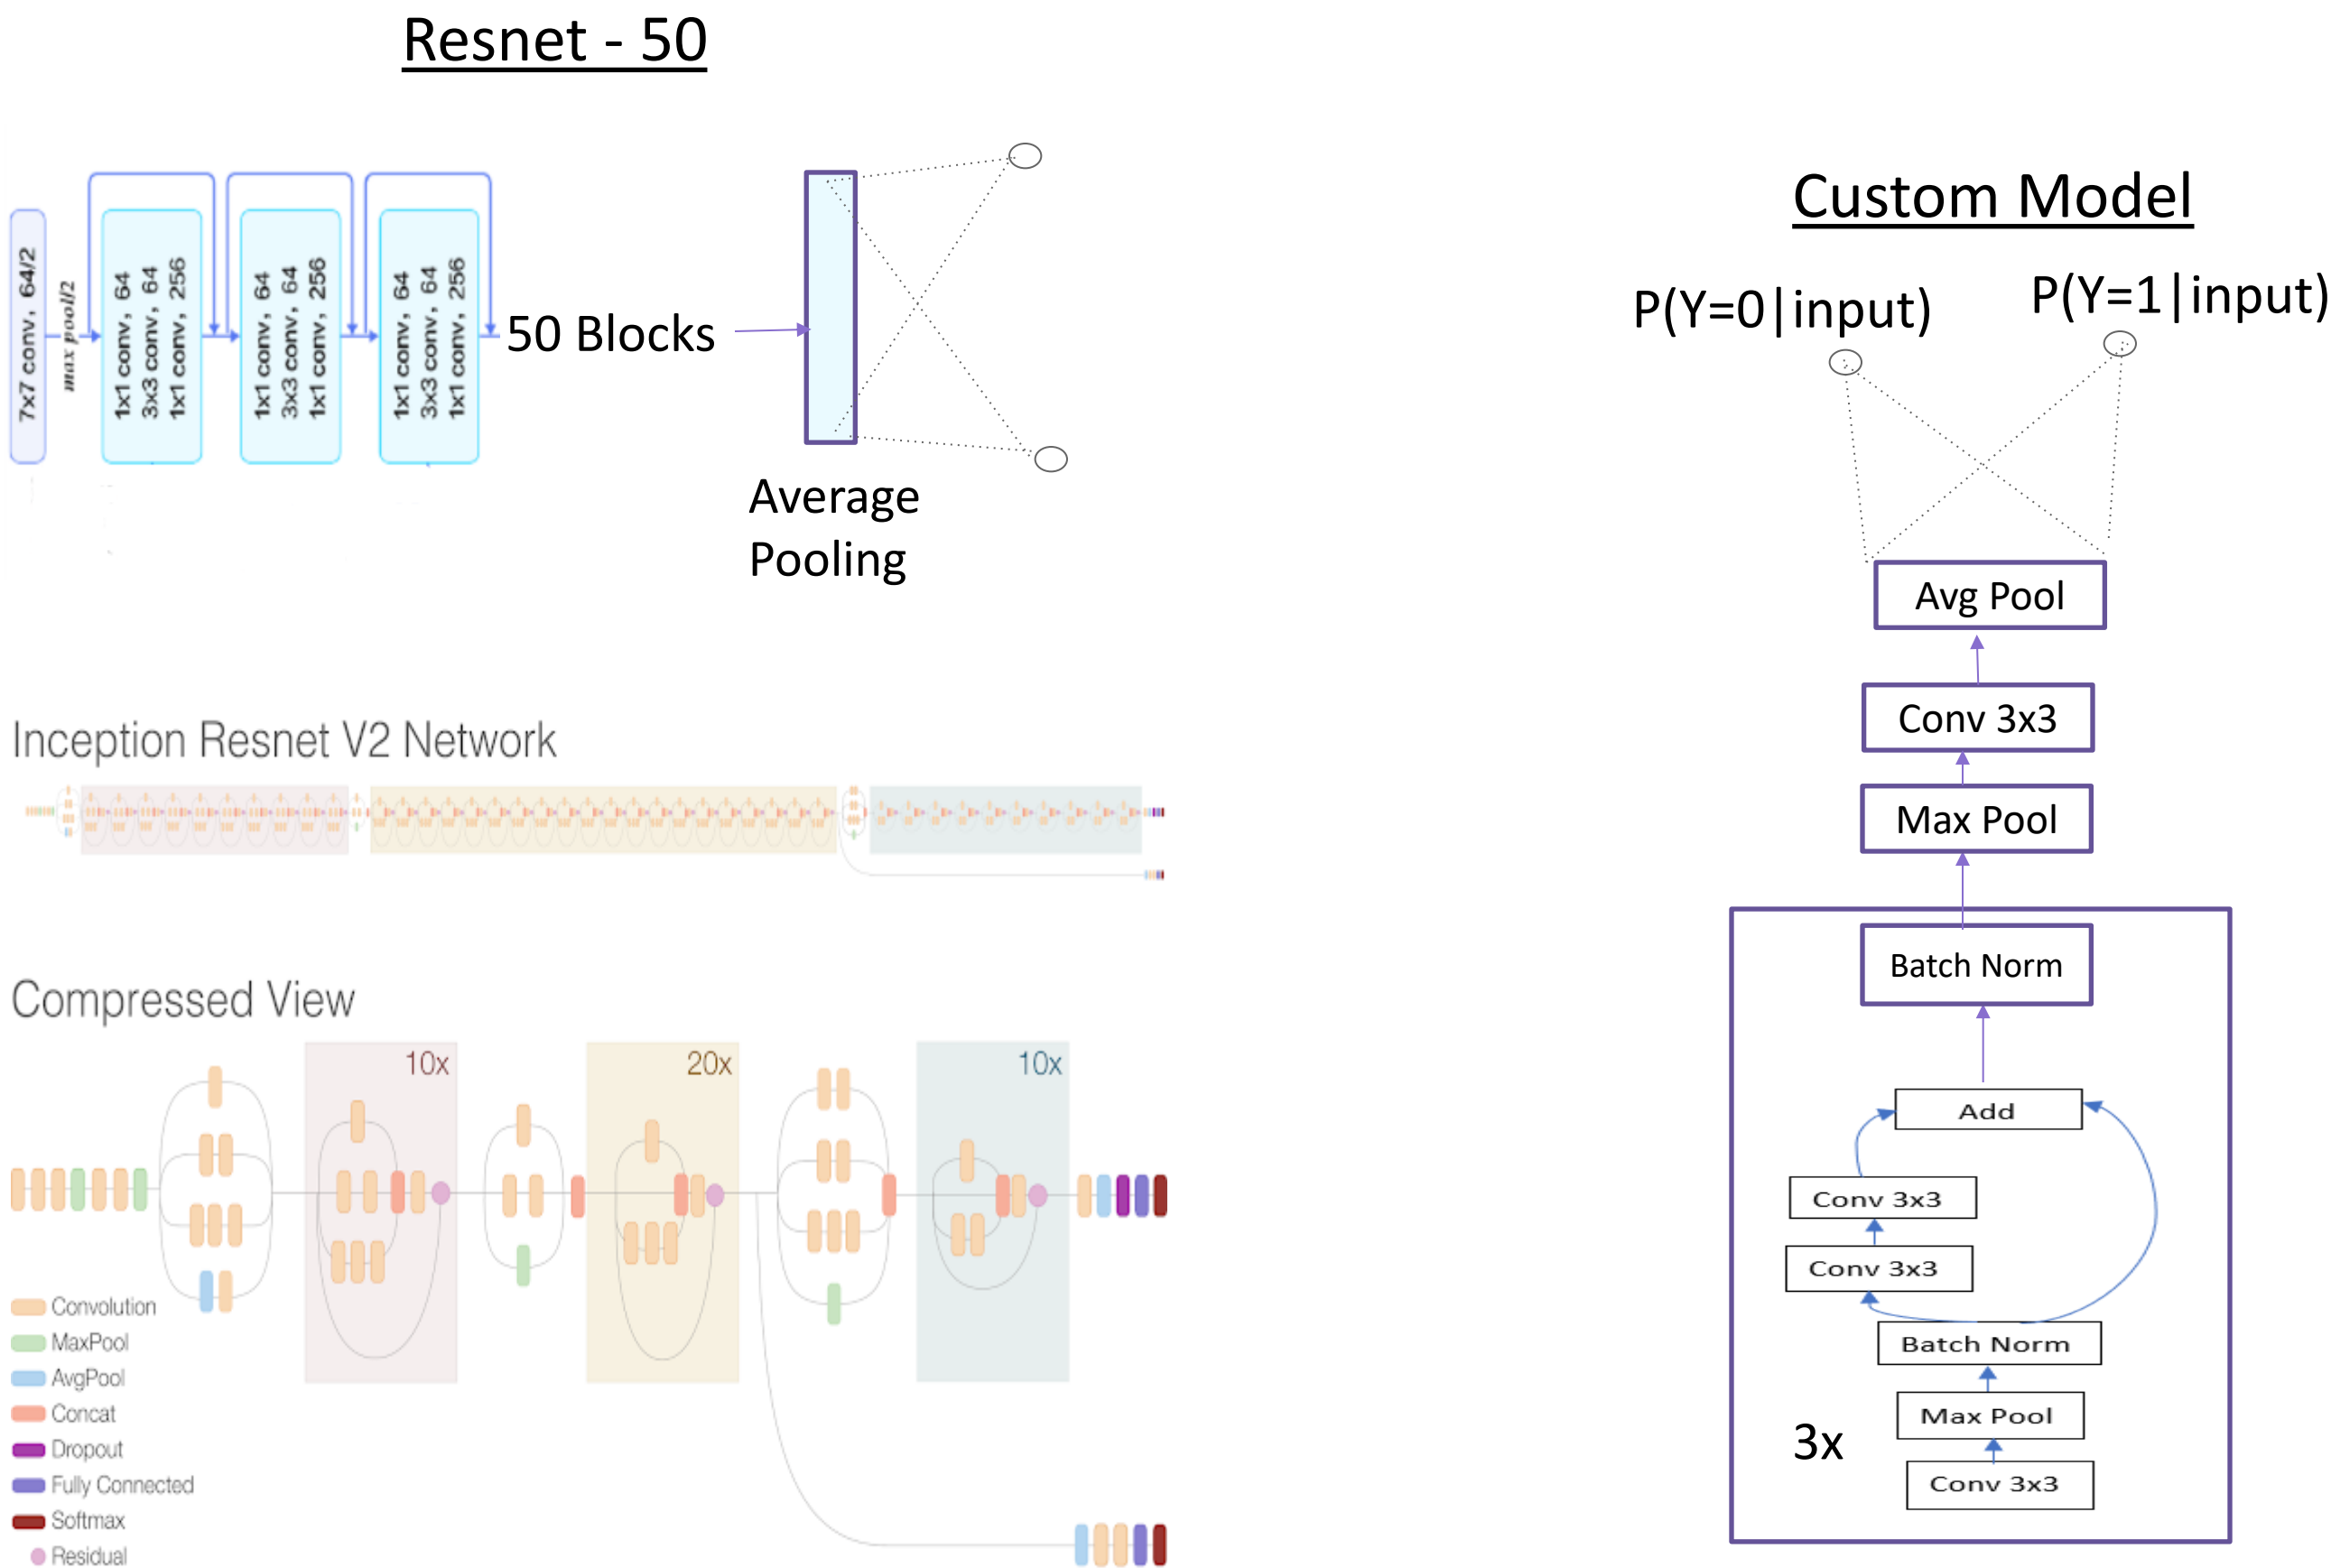 Resnet - 50
7x7 conv, 64/2
max pool/2
1x1 conv, 64
3x3 conv, 64
1x1 conv, 256
1x1 conv, 64
3x3 conv, 64
1x1 conv, 256
1x1 conv, 64
3x3 conv, 64
1x1 conv, 256
50 Blocks
Average
Pooling
Inception Resnet V2 Network
Compressed View
10x
20x
10x
Convolution
MaxPool
AvgPool
Concat
Dropout
Fully Connected
Softmax
Residual
Custom Model
P(Y=0|input)
P(Y=1|input)
Avg Pool
Conv 3x3
Max Pool
Batch Norm
Add
Conv 3x3
Conv 3x3
Batch Norm
Max Pool
3x
Conv 3x3